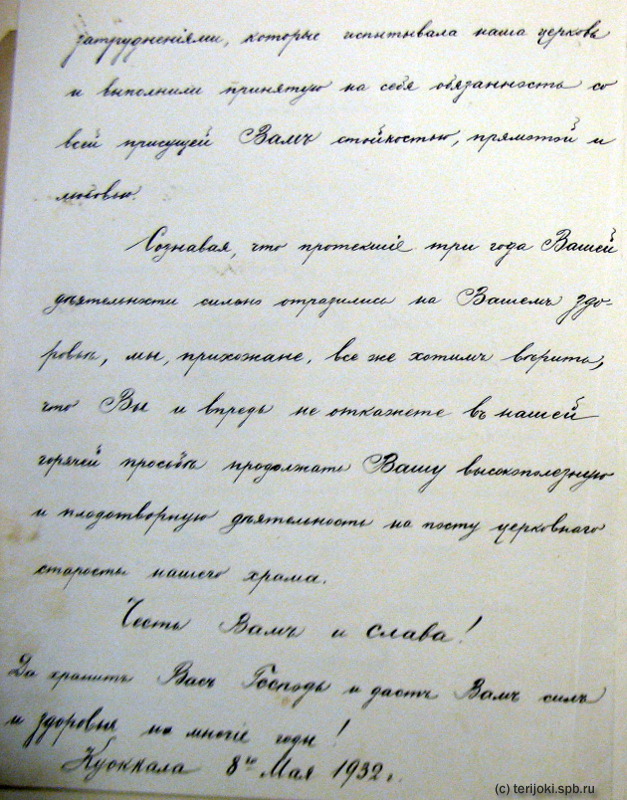 затрудненіями, которые испытывала наша церковь
и выполнили принятую на себя обязанность со
всей присущей Вамъ стойкостью, прямотой и
любовью.
Сознавая, что протекшіе три года Вашей
дѣятельности сильно отразились на Вашемъ здо-
ровьи, мы, прихожане, все же хотимъ вѣрить,
что Вы и впредь не откажете въ нашей
горячей просьбѣ продолжать Вашу высокополезную
и плодотворную дѣятельность на посту церковнаго
старосты нашего храма.
Честь Вамъ и слава!
Да хранитъ Васъ Господь и дастъ Вамъ силъ
и здоровья на многіе годы!
Куоккала 8го Мая 1932 г.
(c) terijoki.spb.ru